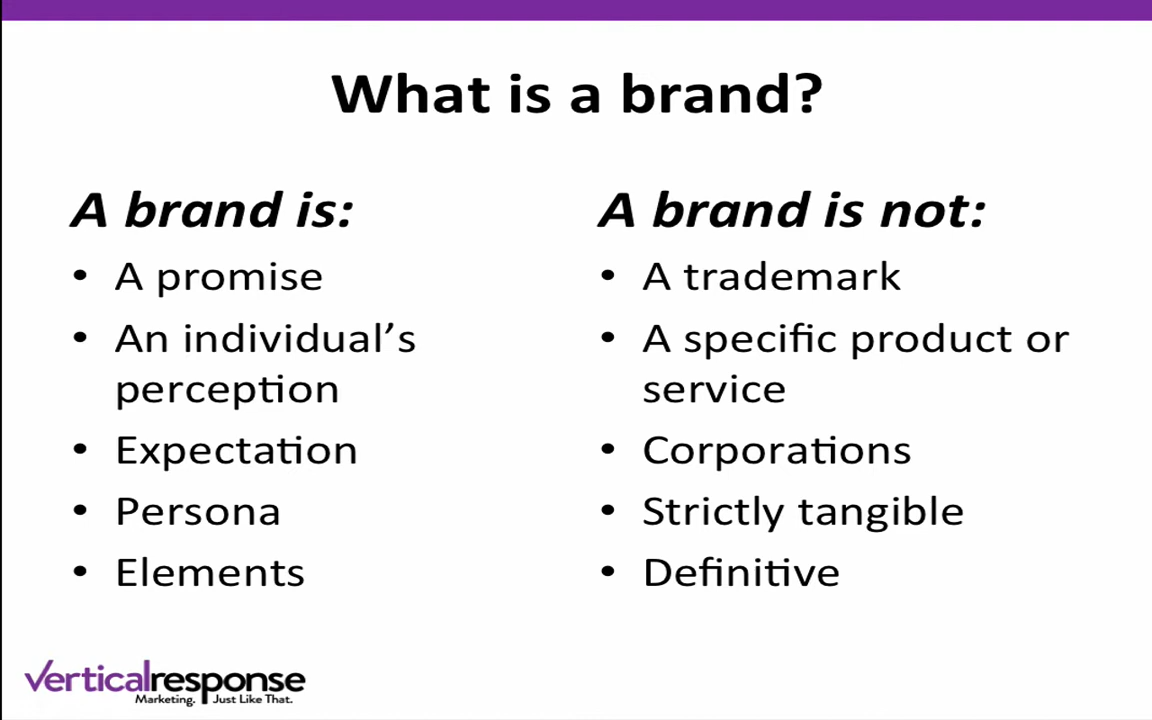 What is a brand?
A brand is:
• A promise
• An individual’s
perception
• Expectation
• Persona
• Elements
A brand is not:
• A trademark
• A specific product or
service
• Corporations
• Strictly tangible
• Definitive
verticalresponse
Marketing. Just Like That.